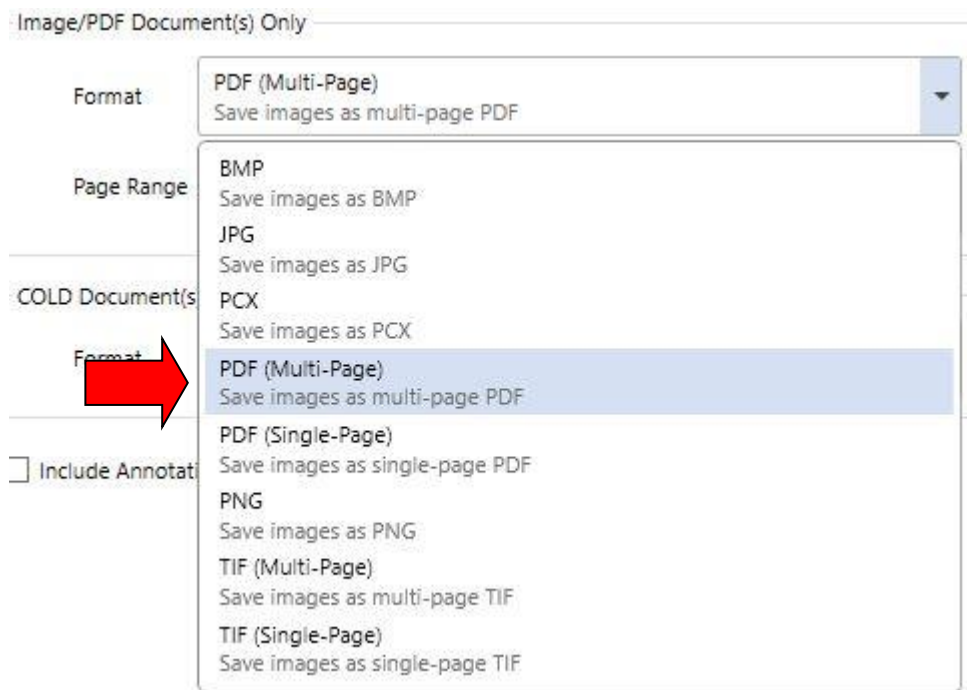 Image/PDF Document(s) Only
Format
PDF (Multi-Page)
Save images as multi-page PDF
Page Range
BMP
Save images as BMP
JPG
Save images as JPG
COLD Document(s
PCX
Save images as PCX
Format
PDF (Multi-Page)
Save images as multi-page PDF
PDF (Single-Page)
Save images as single-page PDF
Include Annotati
PNG
Save images as PNG
TIF (Multi-Page)
Save images as multi-page TIF
TIF (Single-Page)
Save images as single-page TIF